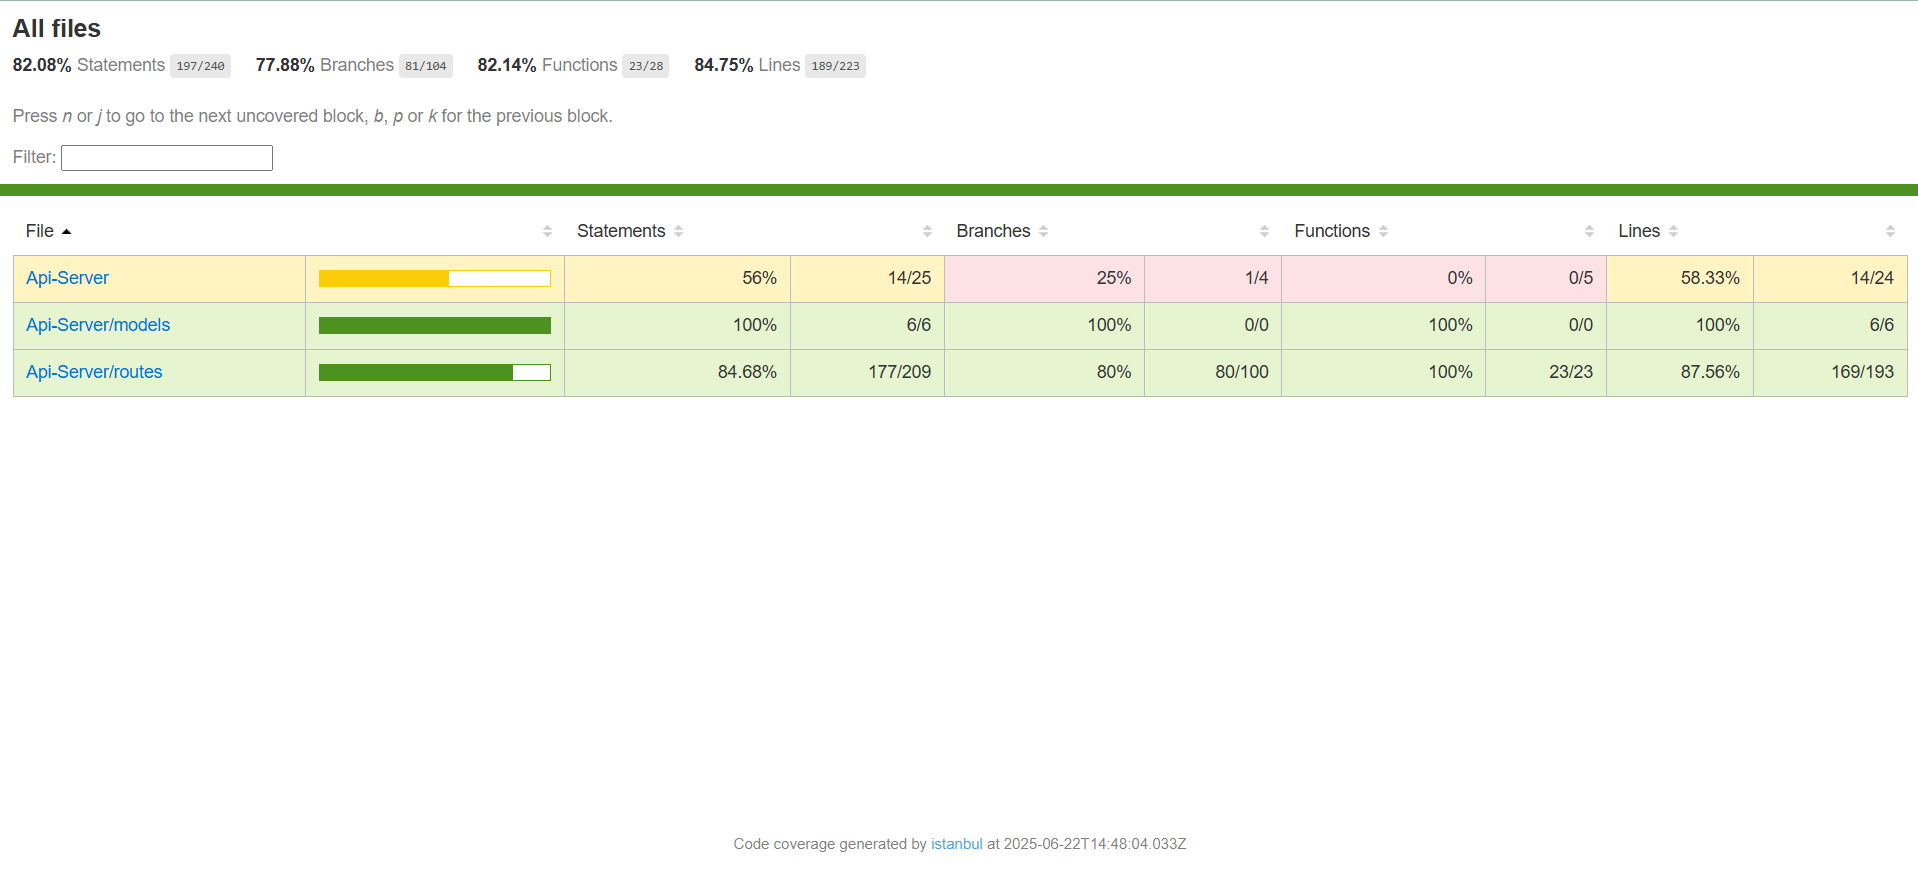 All files
82.08% Statements 197/240 77.88% Branches 81/104 82.14% Functions 23/28 84.75% Lines 189/223
Press n or j to go to the next uncovered block, b, p or k for the previous block.
Filter:
File Statements Branches Functions Lines
Api-Server 56% 14/25 25% 1/4 0% 0/5 58.33% 14/24
Api-Server/models 100% 6/6 100% 0/0 100% 0/0 100% 6/6
Api-Server/routes 84.68% 177/209 80% 80/100 100% 23/23 87.56% 169/193
Code coverage generated by istanbul at 2025-06-22T14:48:04.033Z